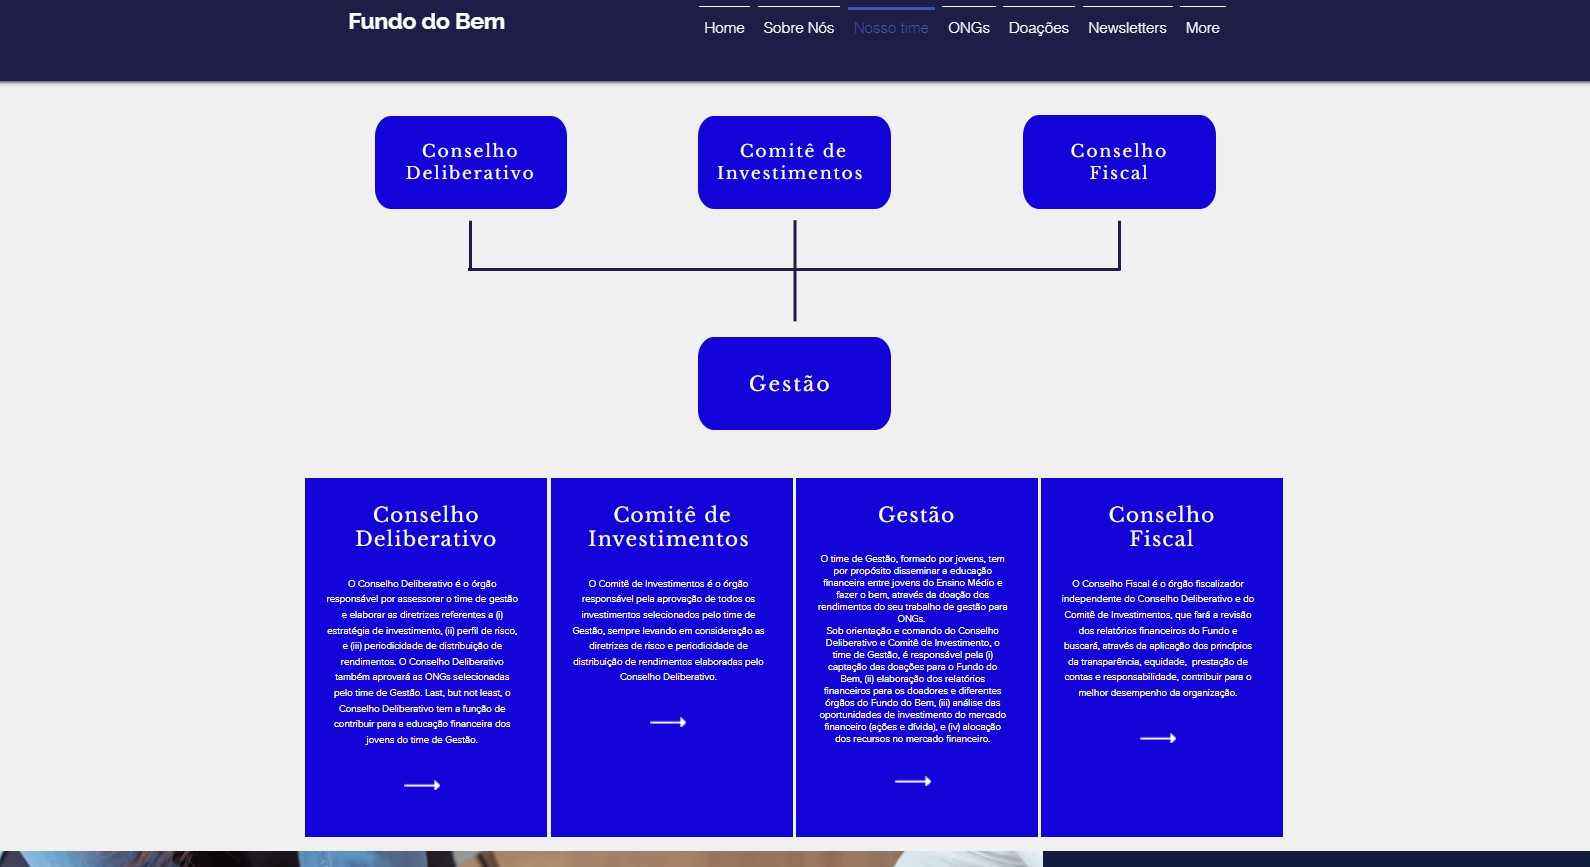 Fundo do Bem
Home Sobre Nós Nosso time ONGs Doações Newsletters More
Conselho
Deliberativo
Comitê de
Investimentos
Conselho
Fiscal
Gestão
Conselho
Deliberativo
O Conselho Deliberativo é o órgão
responsável por assessorar o time de gestão
e elaborar as diretrizes referentes a (i)
estratégia de investimento, (ii) perfil de risco,
e (iii) periodicidade de distribuição de
rendimentos. O Conselho Deliberativo
também aprovará as ONGs selecionadas
pelo time de Gestão. Last, but not least, o
Conselho Deliberativo tem a função de
contribuir para a educação financeira dos
jovens do time de Gestão.
Comitê de
Investimentos
O Comitê de Investimentos é o órgão
responsável pela aprovação de todos os
investimentos selecionados pelo time de
Gestão, sempre levando em consideração as
diretrizes de risco e periodicidade de
distribuição de rendimentos elaboradas pelo
Conselho Deliberativo.
Gestão
O time de Gestão, formado por jovens, tem
por propósito disseminar a educação
financeira entre jovens do Ensino Médio e
fazer o bem, através da doação dos
rendimentos do seu trabalho de gestão para
ONGs.
Sob orientação e comando do Conselho
Deliberativo e Comitê de Investimento, o
time de Gestão, é responsável pela (i)
captação das doações para o Fundo do
Bem, (ii) elaboração dos relatórios
financeiros para os doadores e diferentes
órgãos do Fundo do Bem, (iii) análise das
oportunidades de investimento do mercado
financeiro (ações e dívida), e (iv) alocação
dos recursos no mercado financeiro.
Conselho
Fiscal
O Conselho Fiscal é o órgão fiscalizador
independente do Conselho Deliberativo e do
Comitê de Investimentos, que fará a revisão
dos relatórios financeiros do Fundo e
buscará, através da aplicação dos princípios
da transparência, equidade, prestação de
contas e responsabilidade, contribuir para o
melhor desempenho da organização.